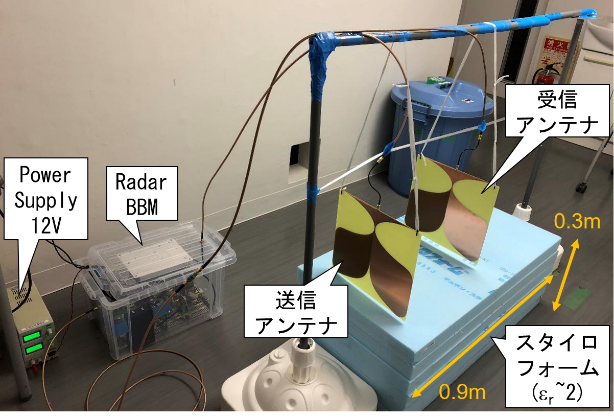 受信
アンテナ
Power
Supply
12V
Radar
BBM
0.3m
送信
アンテナ
スタイロ
フォーム
(εr~2)
0.9m